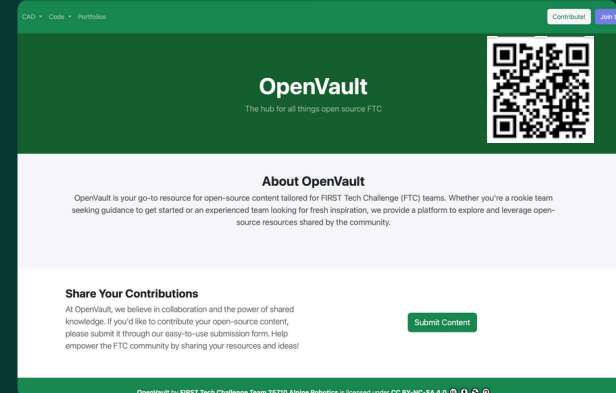 CAD Code Portfolios Contribute! Join
OpenVault
The hub for all things open source FTC
About OpenVault
OpenVault is your go-to resource for open-source content tailored for FIRST Tech Challenge (FTC) teams. Whether you're a rookie team
seeking guidance to get started or an experienced team looking for fresh inspiration, we provide a platform to explore and leverage open-
source resources shared by the community.
Share Your Contributions
At OpenVault, we believe in collaboration and the power of shared
knowledge. If you'd like to contribute your open-source content,
please submit it through our easy-to-use submission form. Help
empower the FTC community by sharing your resources and ideas!
Submit Content
OpenVault by FIRST Tech Challenge Team 25710 Alpine Robotics is licensed under CC BY-NC-SA 4.0